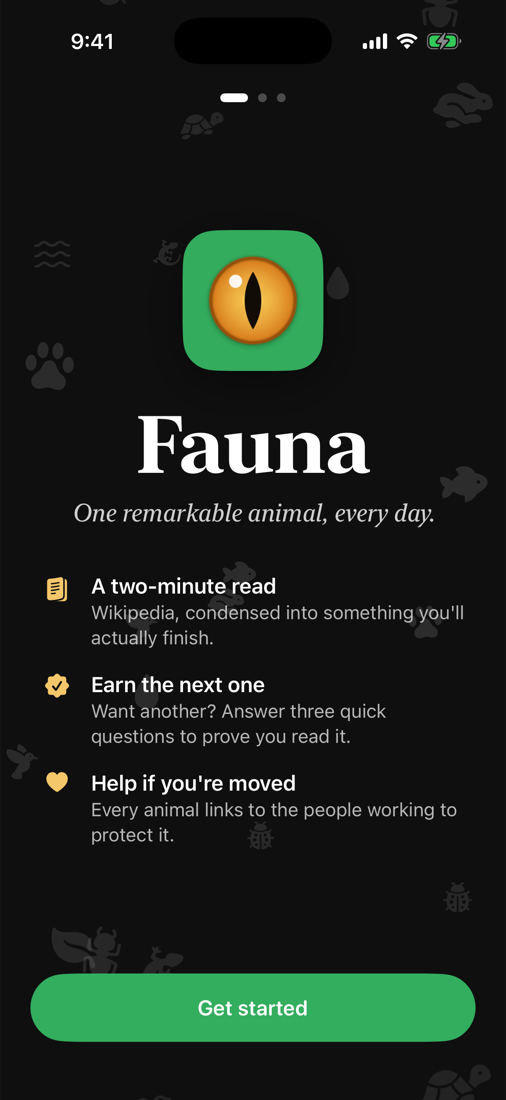 9:41
Fauna
One remarkable animal, every day.
A two-minute read
Wikipedia, condensed into something you'll
actually finish.
Earn the next one
Want another? Answer three quick
questions to prove you read it.
Help if you're moved
Every animal links to the people working to
protect it.
Get started